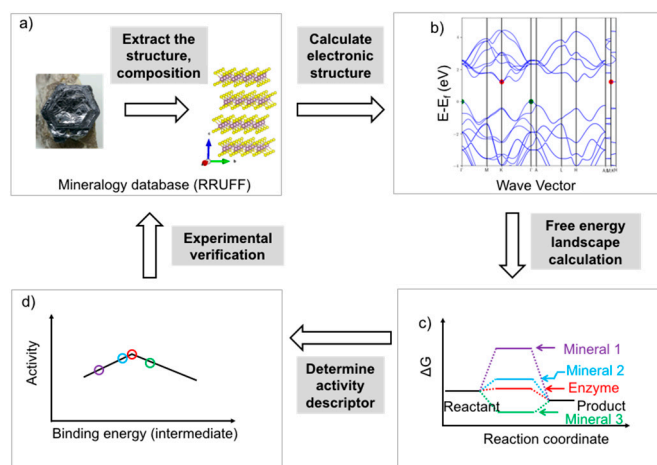 a)
Extract the
structure,
composition
Mineralogy database (RRUFF)
Calculate
electronic
structure
b)
E-Ef (eV)
Wave Vector
Free energy
landscape
calculation
c)
ΔG
Mineral 1
Mineral 2
Enzyme
Reactant
Product
Mineral 3
Reaction coordinate
Determine
activity
descriptor
d)
Activity
Binding energy (intermediate)
Experimental
verification